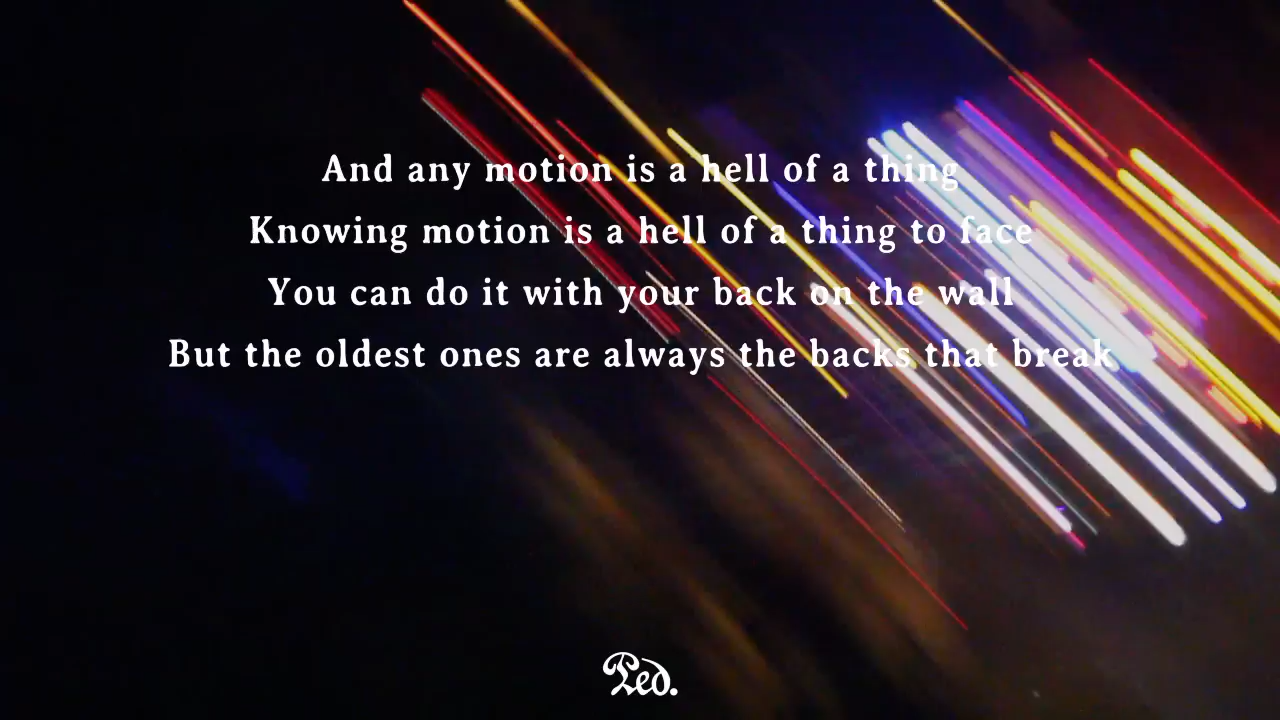 And any motion is a hell of a thing
Knowing motion is a hell of a thing to face
You can do it with your back on the wall
But the oldest ones are always the backs that break
Ted.